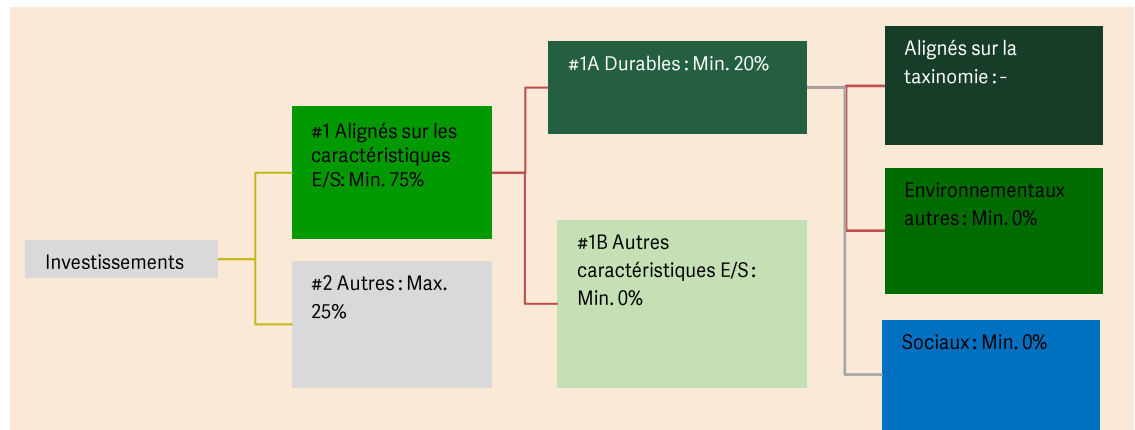 Investissements
#1 Alignés sur les
caractéristiques
E/S: Min. 75%
#2 Autres : Max.
25%
#1A Durables : Min. 20%
#1B Autres
caractéristiques E/S :
Min. 0%
Alignés sur la
taxinomie : -
Environnementaux
autres : Min. 0%
Sociaux : Min. 0%